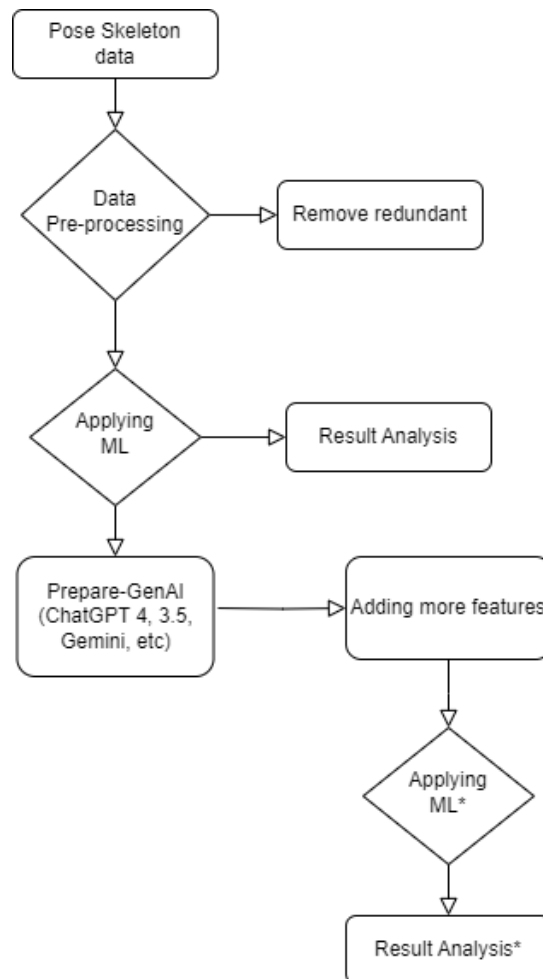 Pose Skeleton
data
Data
Pre-processing
Remove redundant
Applying
ML
Result Analysis
Prepare-GenAI
(ChatGPT 4, 3.5,
Gemini, etc)
Adding more features
Applying
ML*
Result Analysis*